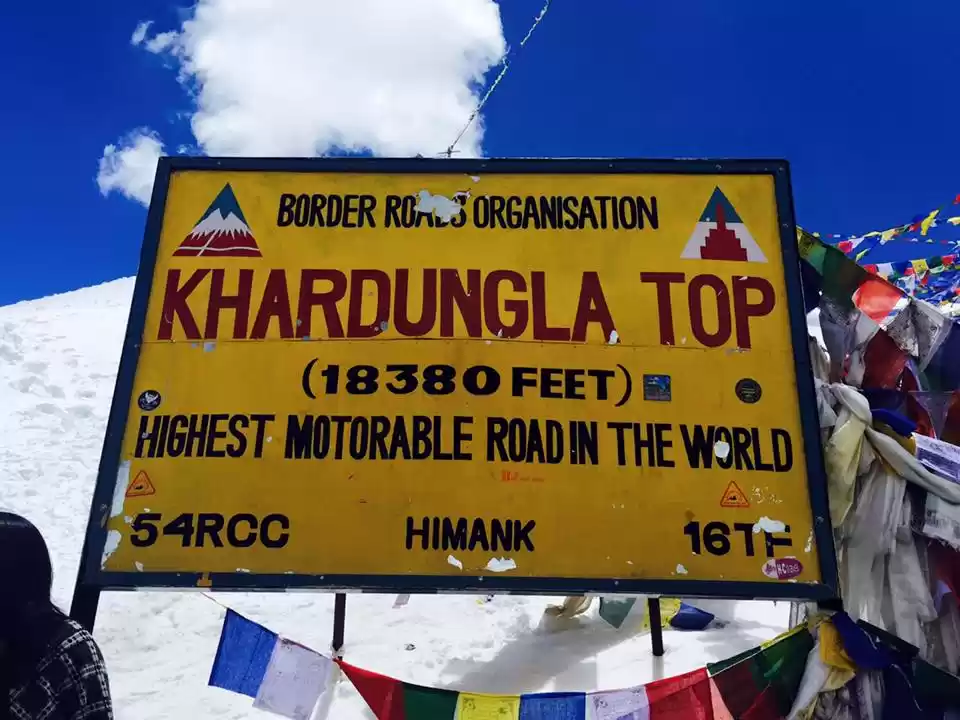 BORDER ROADS ORGANISATION
KHARDUNGLA TOP
(18380 FEET)
HIGHEST MOTORABLE ROAD IN THE WORLD
54RCC HIMANK 16TF